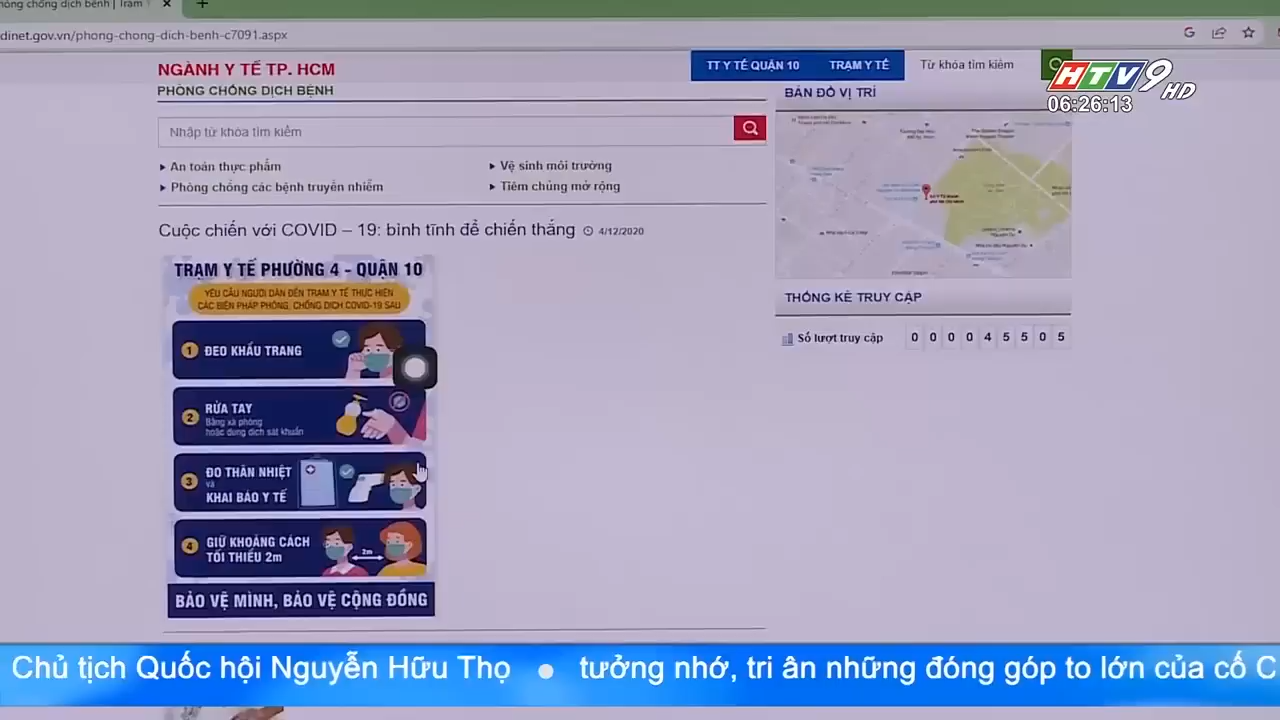 hòng chống dịch bệnh | Trạm
dinet.gov.vn/phong-chong-dich-benh-c7091.aspx
NGÀNH Y TẾ TP. HCM
PHÒNG CHỐNG DỊCH BỆNH
TT Y TẾ QUẬN 10
TRẠM Y TẾ
Từ khóa tìm kiếm
HTV9 HD
06:26:13
Nhập từ khóa tìm kiếm
An toàn thực phẩm
Vệ sinh môi trường
Phòng chống các bệnh truyền nhiễm
Tiêm chủng mở rộng
BẢN ĐỒ VỊ TRÍ
Cuộc chiến với COVID – 19: bình tĩnh để chiến thắng 4/12/2020
TRẠM Y TẾ PHƯỜNG 4 - QUẬN 10
YÊU CẦU NGƯỜI DÂN ĐẾN TRẠM Y TẾ THỰC HIỆN
CÁC BIỆN PHÁP PHÒNG, CHỐNG DỊCH COVID-19 SAU
1 ĐEO KHẨU TRANG
2 RỬA TAY
Bằng xà phòng
hoặc dung dịch sát khuẩn
3 ĐO THÂN NHIỆT
và
KHAI BÁO Y TẾ
4 GIỮ KHOẢNG CÁCH
TỐI THIỂU 2m
2m
BẢO VỆ MÌNH, BẢO VỆ CỘNG ĐỒNG
THỐNG KÊ TRUY CẬP
Số lượt truy cập 0 0 0 0 4 5 5 0 5
Chủ tịch Quốc hội Nguyễn Hữu Thọ ● tưởng nhớ, tri ân những đóng góp to lớn của cố C